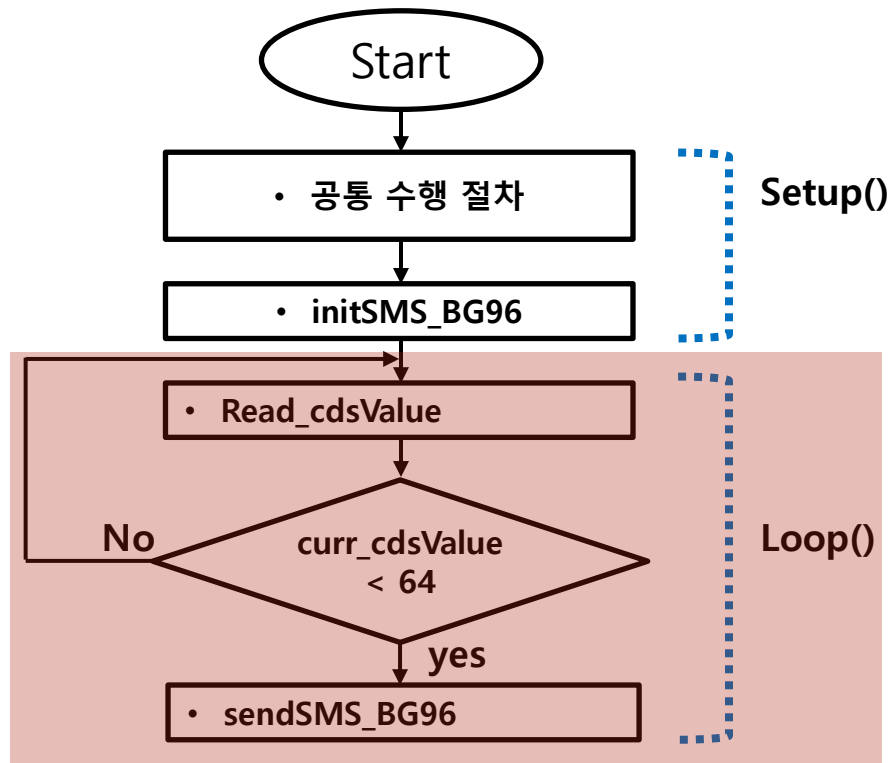 Start
• 공통 수행 절차
Setup()
• initSMS_BG96
• Read_cdsValue
No
curr_cdsValue
< 64
Loop()
yes
• sendSMS_BG96